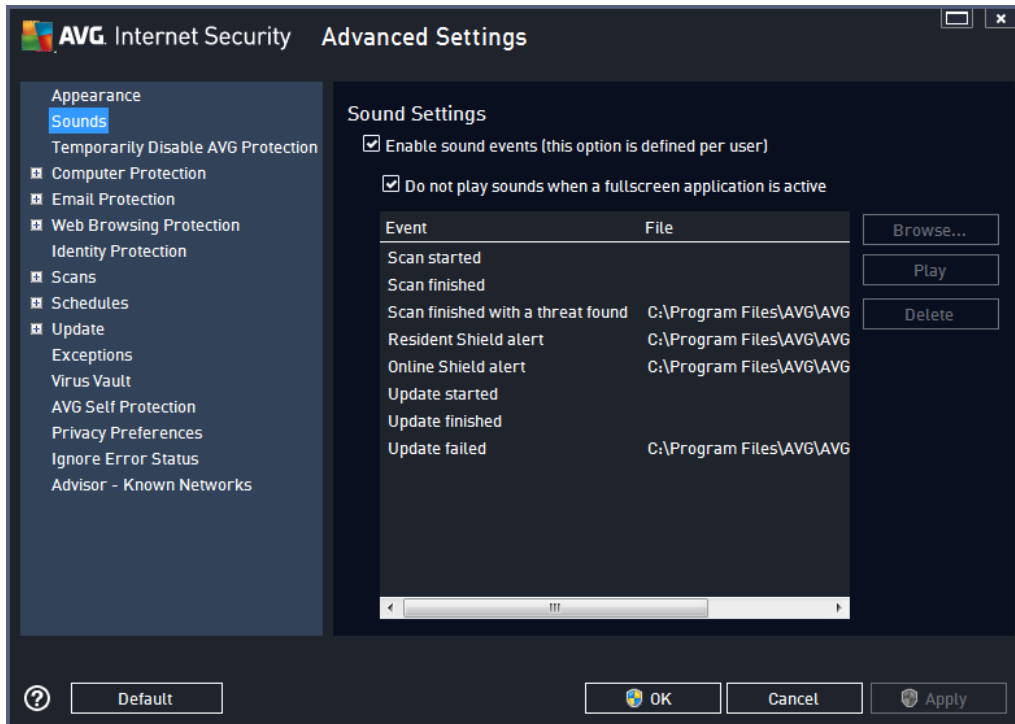 AVG Internet Security Advanced Settings
Appearance
Sounds
Temporarily Disable AVG Protection
Computer Protection
Email Protection
Web Browsing Protection
Identity Protection
Scans
Schedules
Update
Exceptions
Virus Vault
AVG Self Protection
Privacy Preferences
Ignore Error Status
Advisor - Known Networks
Sound Settings
Enable sound events (this option is defined per user)
Do not play sounds when a fullscreen application is active
Event File
Scan started
Scan finished
Scan finished with a threat found C:\Program Files\AVG\AVG
Resident Shield alert C:\Program Files\AVG\AVG
Online Shield alert C:\Program Files\AVG\AVG
Update started
Update finished
Update failed C:\Program Files\AVG\AVG
Browse...
Play
Delete
? Default OK Cancel Apply